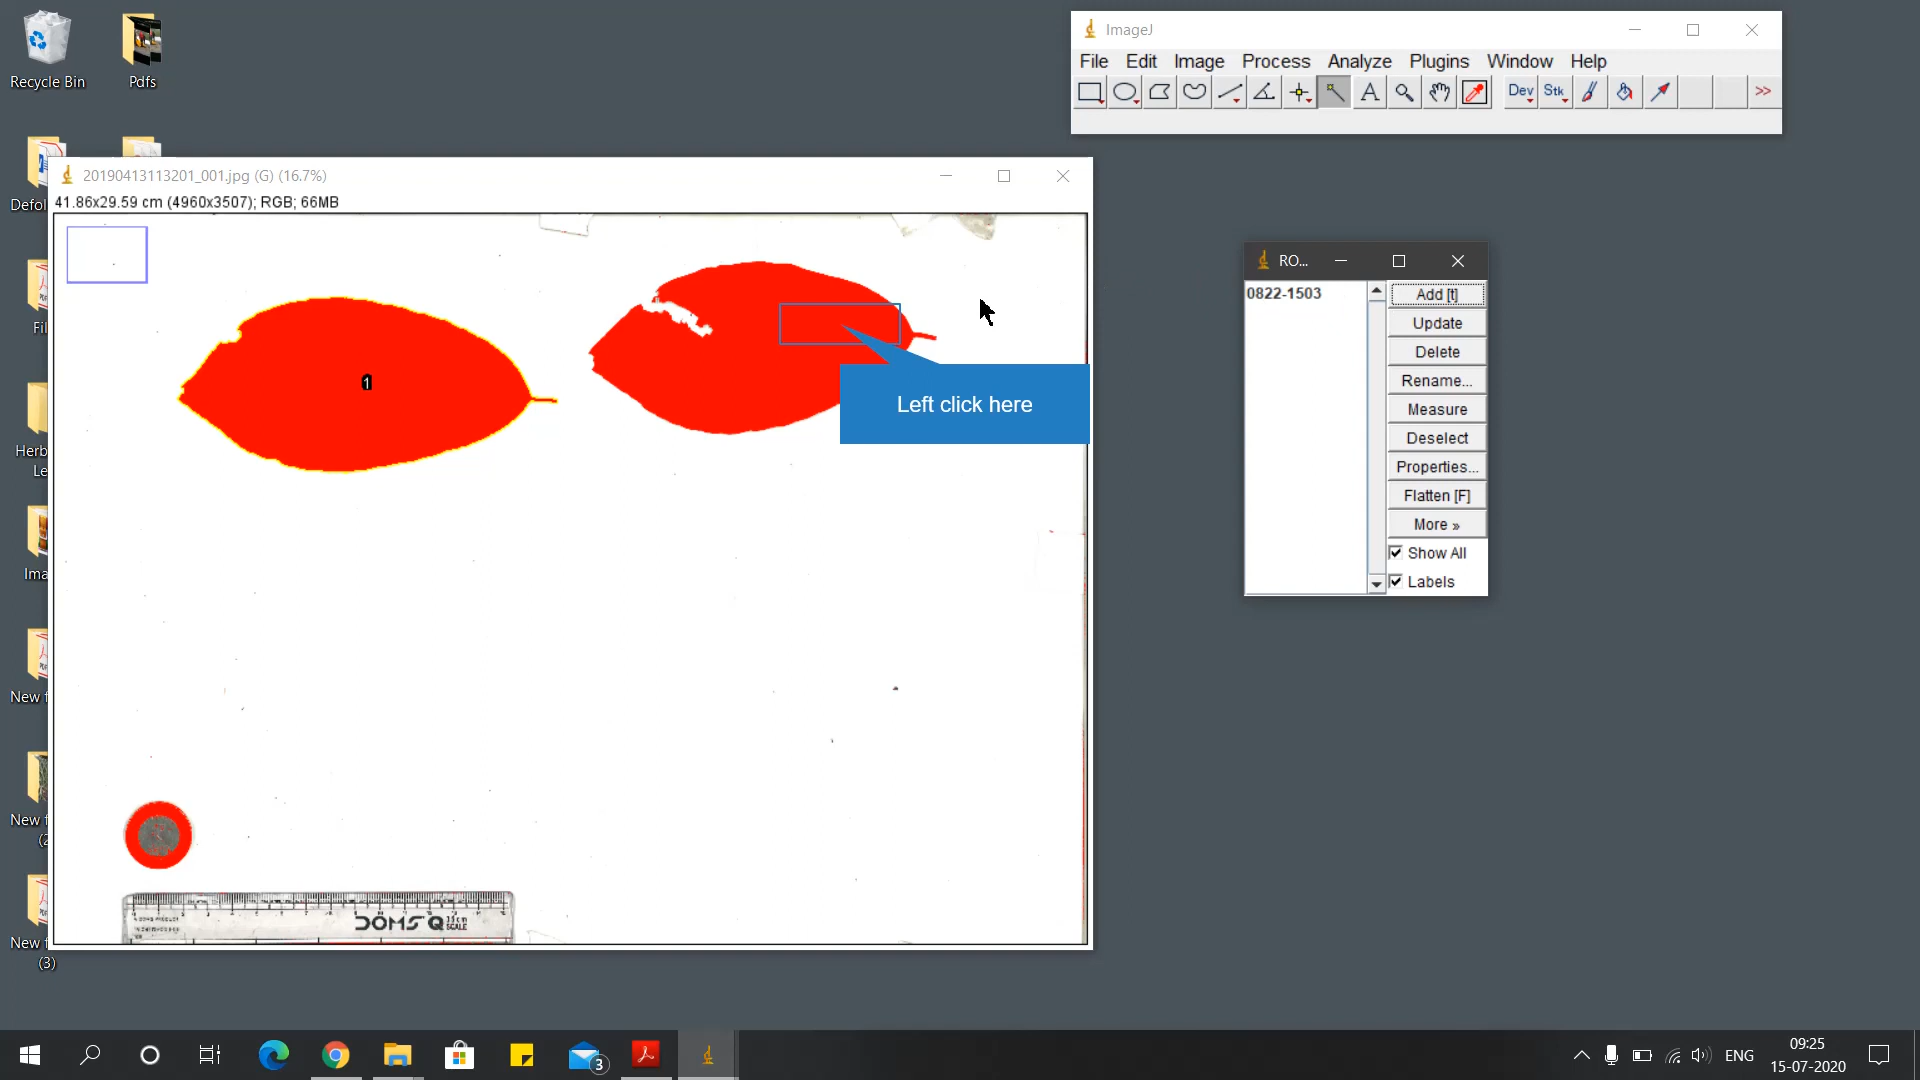 Recycle Bin
Pdfs
ImageJ
File Edit Image Process Analyze Plugins Window Help
Dev Stk >>
Defol
20190413113201_001.jpg (G) (16.7%)
41.86x29.59 cm (4960x3507); RGB; 66MB
1
Left click here
RO...
0822-1503
Add [t]
Update
Delete
Rename...
Measure
Deselect
Properties...
Flatten [F]
More »
Show All
Labels
Fil
Herb
Le
Ima
New f
New f
(2
New f
(3)
DOMS Q 15cm
SCALE
3
ENG
09:25
15-07-2020